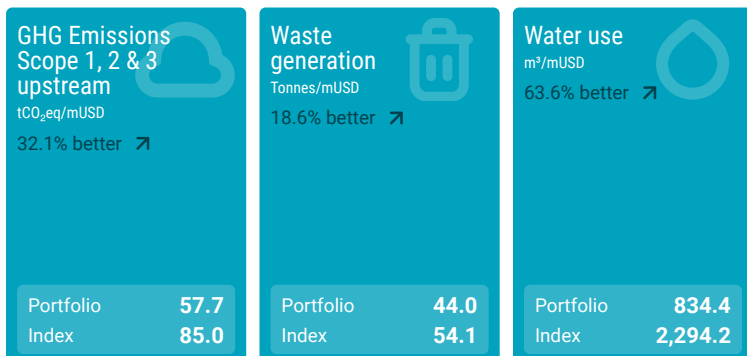 GHG Emissions
Scope 1, 2 & 3
upstream
tCO₂eq/mUSD
32.1% better
Portfolio 57.7
Index 85.0
Waste
generation
Tonnes/mUSD
18.6% better
Portfolio 44.0
Index 54.1
Water use
m³/mUSD
63.6% better
Portfolio 834.4
Index 2,294.2